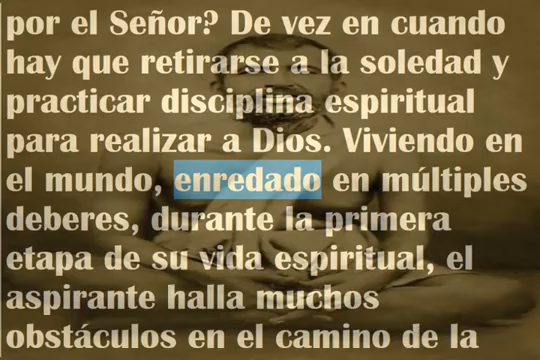 por el Señor? De vez en cuando
hay que retirarse a la soledad y
practicar disciplina espiritual
para realizar a Dios. Viviendo en
el mundo, enredado en múltiples
deberes, durante la primera
etapa de su vida espiritual, el
aspirante halla muchos
obstáculos en el camino de la